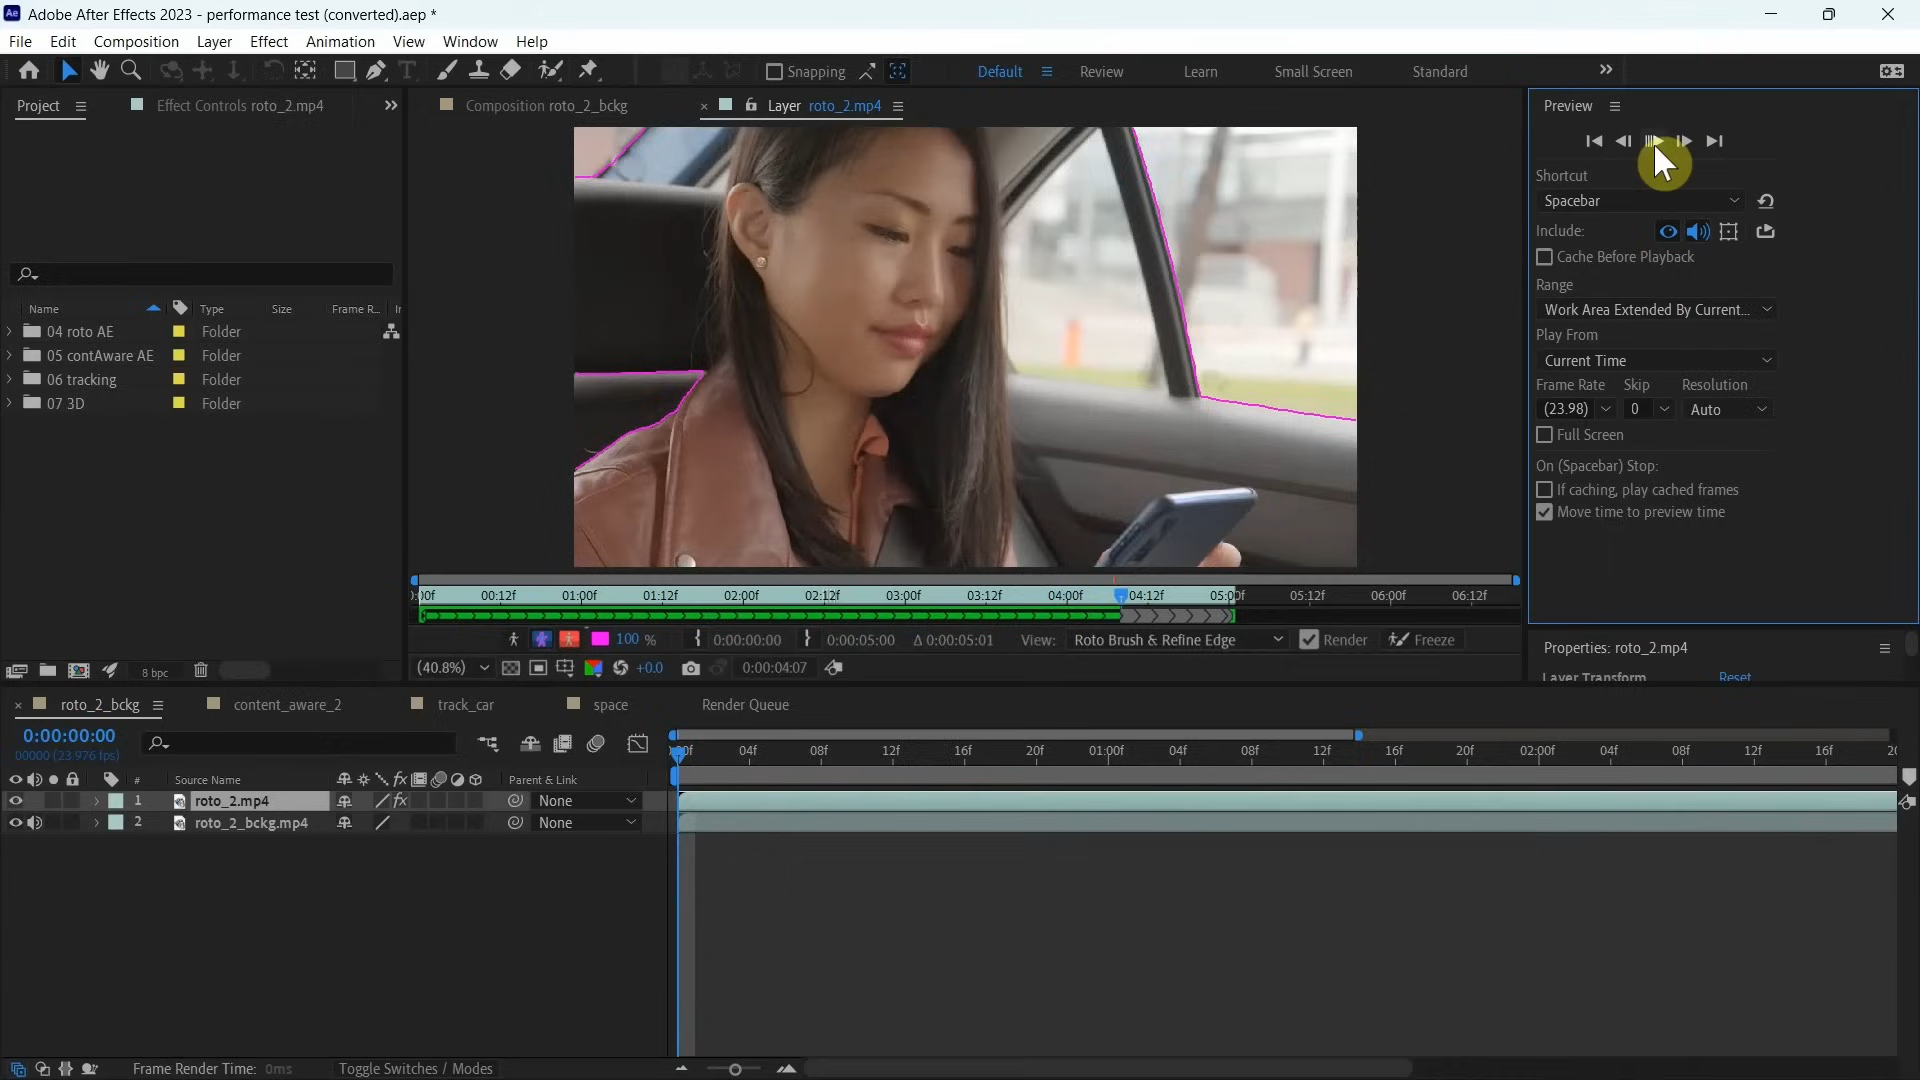 Ae Adobe After Effects 2023 - performance test (converted).aep *
File Edit Composition Layer Effect Animation View Window Help
Snapping Default Review Learn Small Screen Standard
Project Effect Controls roto_2.mp4
Composition roto_2_bckg × Layer roto_2.mp4
Preview
Shortcut
Spacebar
Include:
Cache Before Playback
Range
Work Area Extended By Current...
Play From
Current Time
Frame Rate Skip Resolution
(23.98) 0 Auto
Full Screen
On (Spacebar) Stop:
If caching, play cached frames
Move time to preview time
Properties: roto_2.mp4
Layer Transform Reset
Name Type Size Frame R...
04 roto AE Folder
05 contAware AE Folder
06 tracking Folder
07 3D Folder
8 bpc
):00f 00:12f 01:00f 01:12f 02:00f 02:12f 03:00f 03:12f 04:00f 04:12f 05:00f 05:12f 06:00f 06:12f
100 % 0:00:00:00 0:00:05:00 Δ 0:00:05:01 View: Roto Brush & Refine Edge Render Freeze
(40.8%) +0.0 0:00:04:07
× roto_2_bckg content_aware_2 track_car space Render Queue
0:00:00:00
00000 (23.976 fps)
04f 08f 12f 16f 20f 01:00f 04f 08f 12f 16f 20f 02:00f 04f 08f 12f 16f
# Source Name fx Parent & Link
1 roto_2.mp4 fx None
2 roto_2_bckg.mp4 None
Frame Render Time: 0ms Toggle Switches / Modes